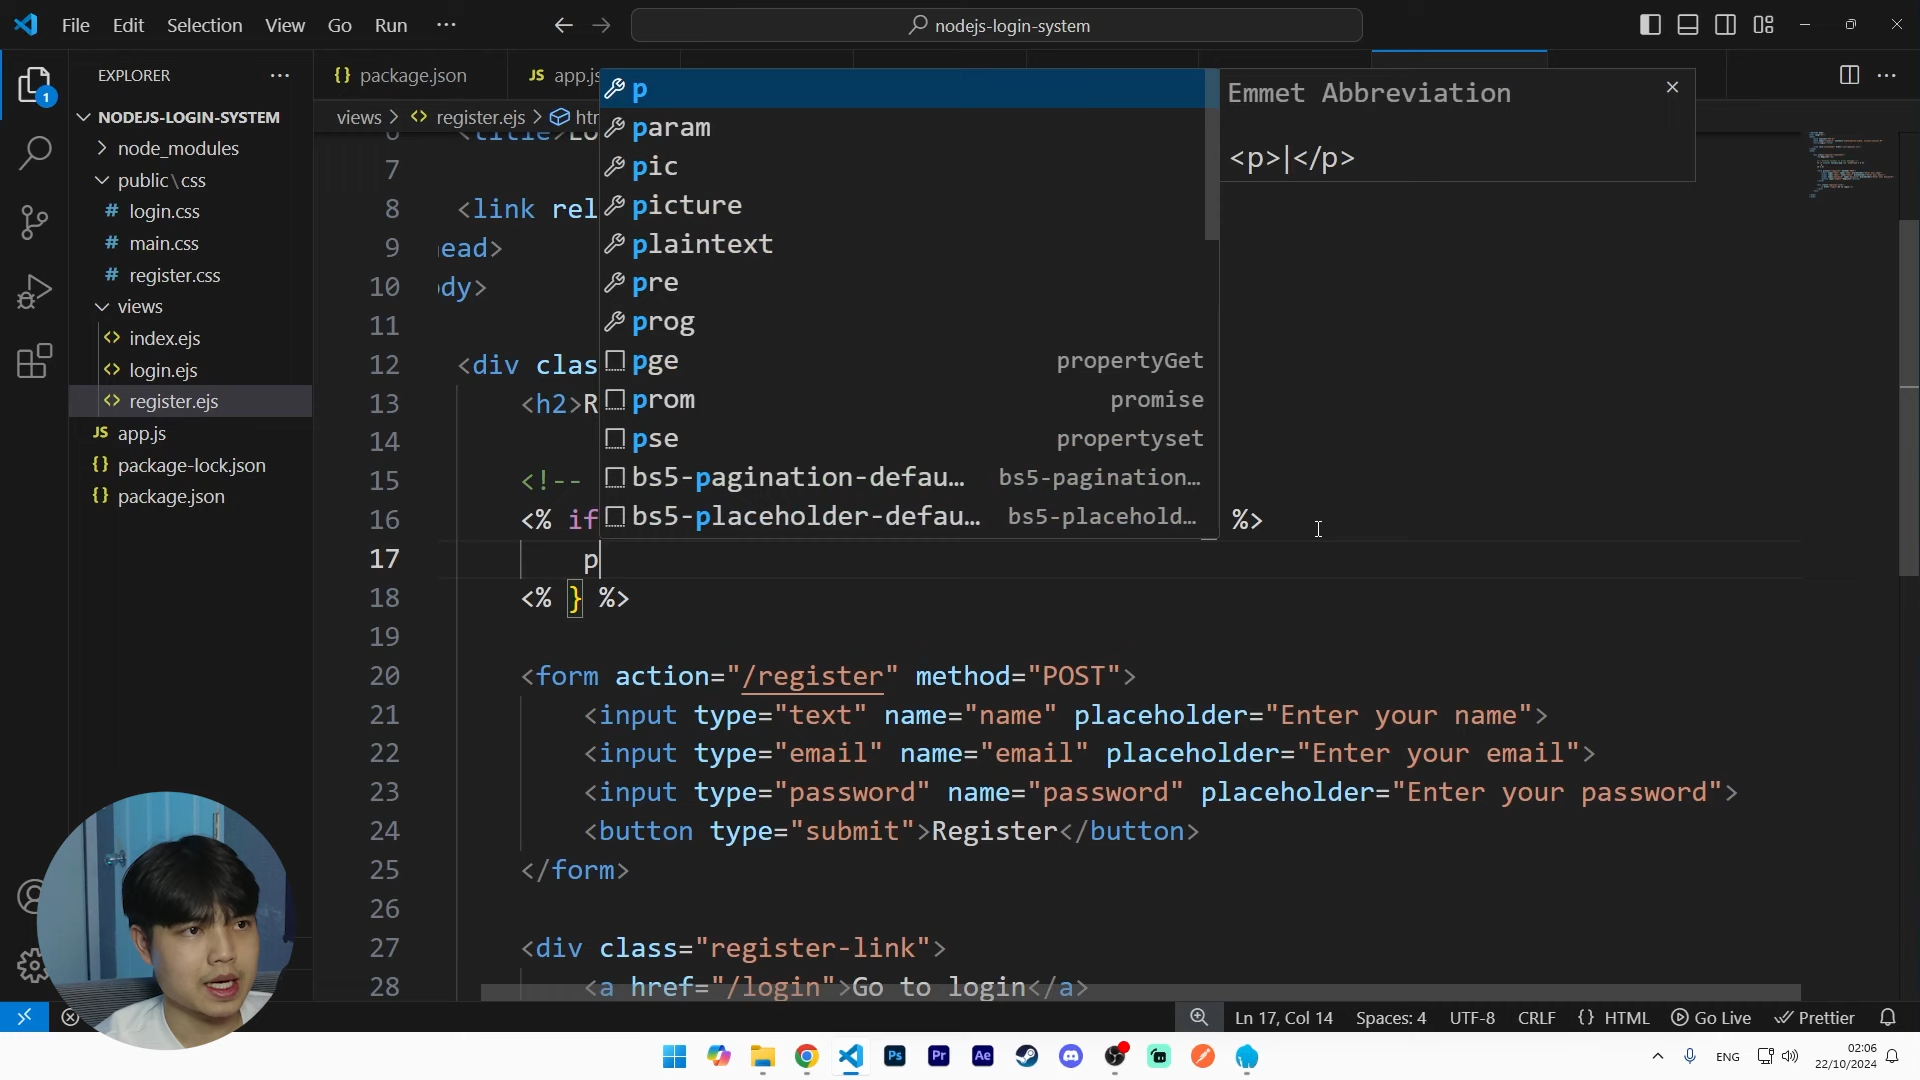 File Edit Selection View Go Run ··· nodejs-login-system
EXPLORER ···
NODEJS-LOGIN-SYSTEM
node_modules
public\css
# login.css
# main.css
# register.css
views
<> index.ejs
<> login.ejs
<> register.ejs
JS app.js
{} package-lock.json
{} package.json
1
{} package.json JS app.js
views > <> register.ejs >
7
8 <link rel
9 head>
10 ody>
11
12 <div clas
13 <h2>R
14
15 <!--
16 <% if %>
17 p
18 <% } %>
19
20 <form action="/register" method="POST">
21 <input type="text" name="name" placeholder="Enter your name">
22 <input type="email" name="email" placeholder="Enter your email">
23 <input type="password" name="password" placeholder="Enter your password">
24 <button type="submit">Register</button>
25 </form>
26
27 <div class="register-link">
28 <a href="/login">Go to login</a>
p
param
pic
picture
plaintext
pre
prog
pge propertyGet
prom promise
pse propertyset
bs5-pagination-defau… bs5-pagination…
bs5-placeholder-defau… bs5-placehold…
Emmet Abbreviation
<p>|</p>
Ln 17, Col 14 Spaces: 4 UTF-8 CRLF {} HTML Go Live Prettier
Ps Pr Ae
ENG
02:06
22/10/2024